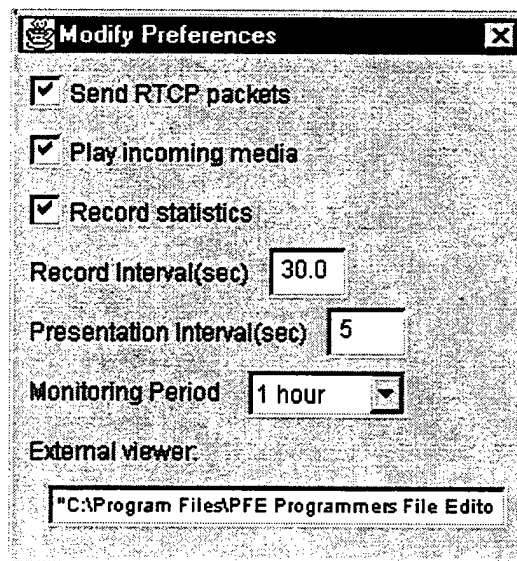 Modify Preferences
Send RTCP packets
Play incoming media
Record statistics
Record Interval(sec) 30.0
Presentation Interval(sec) 5
Monitoring Period 1 hour
External viewer:
"C:\Program Files\PFE Programmers File Edito